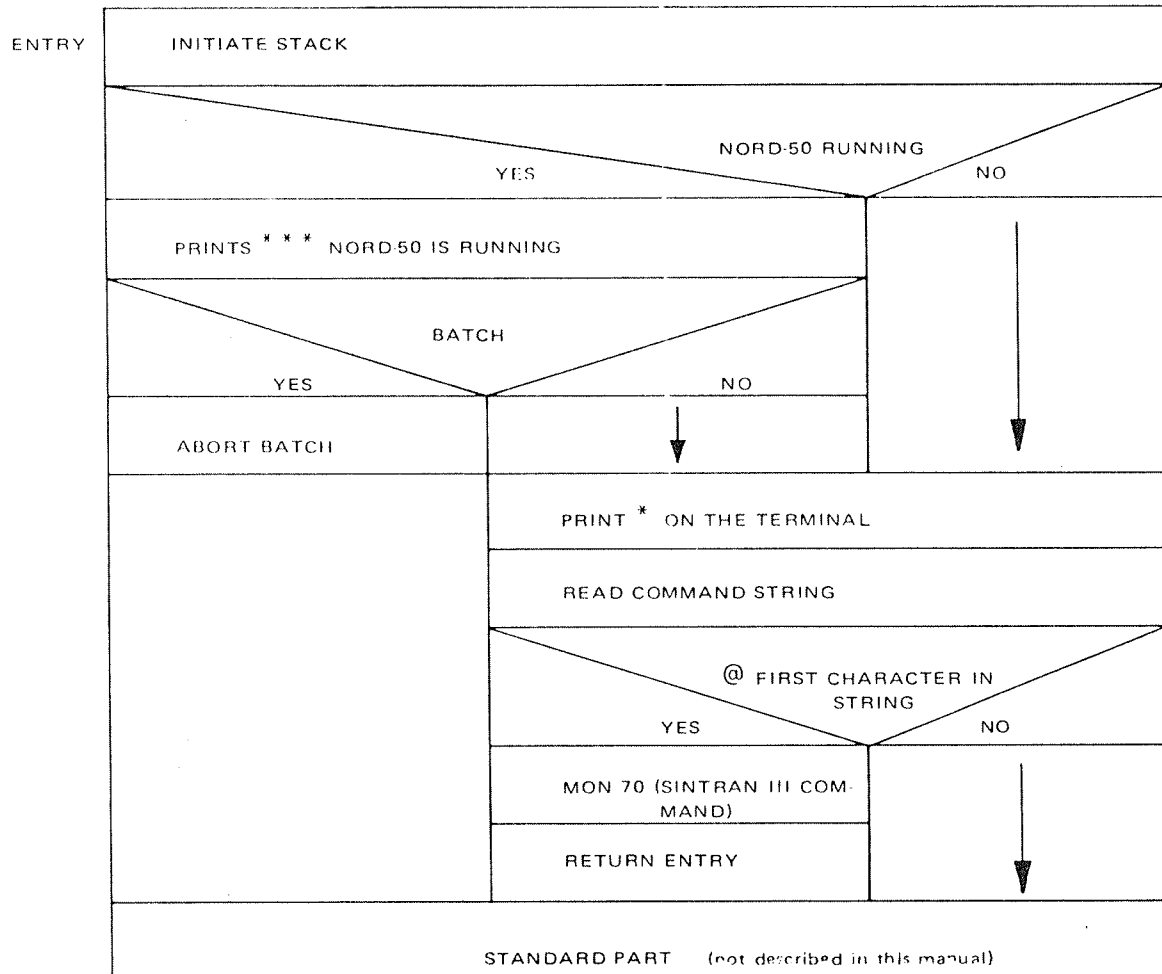 ENTRY INITIATE STACK
NORD-50 RUNNING
YES NO
PRINTS * * * NORD-50 IS RUNNING
BATCH
YES NO
ABORT BATCH
PRINT * ON THE TERMINAL
READ COMMAND STRING
@ FIRST CHARACTER IN
STRING
YES NO
MON 70 (SINTRAN III COM-
MAND)
RETURN ENTRY
STANDARD PART (not described in this manual)